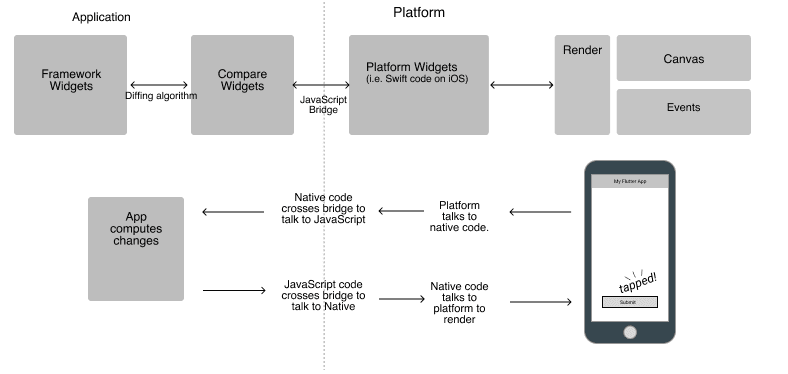 Application
Platform
Framework
Widgets
Diffing algorithm
Compare
Widgets
JavaScript
Bridge
Platform Widgets
(i.e. Swift code on iOS)
Render
Canvas
Events
App
computes
changes
Native code
crosses bridge to
talk to JavaScript
Platform
talks to
native code.
JavaScript code
crosses bridge to
talk to Native
Native code
talks to
platform to
render
My Flutter App
tapped!
Submit